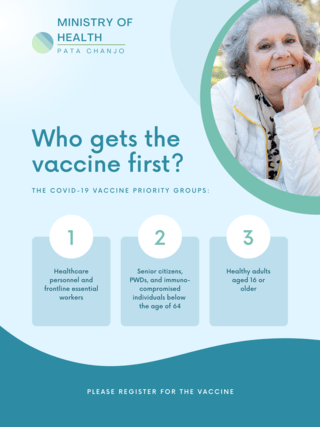 MINISTRY OF
HEALTH
PATA CHANJO
Who gets the
vaccine first?
THE COVID-19 VACCINE PRIORITY GROUPS:
1
Healthcare
personnel and
frontline essential
workers
2
Senior citizens,
PWDs, and immuno-
compromised
individuals below
the age of 64
3
Healthy adults
aged 16 or
older
PLEASE REGISTER FOR THE VACCINE